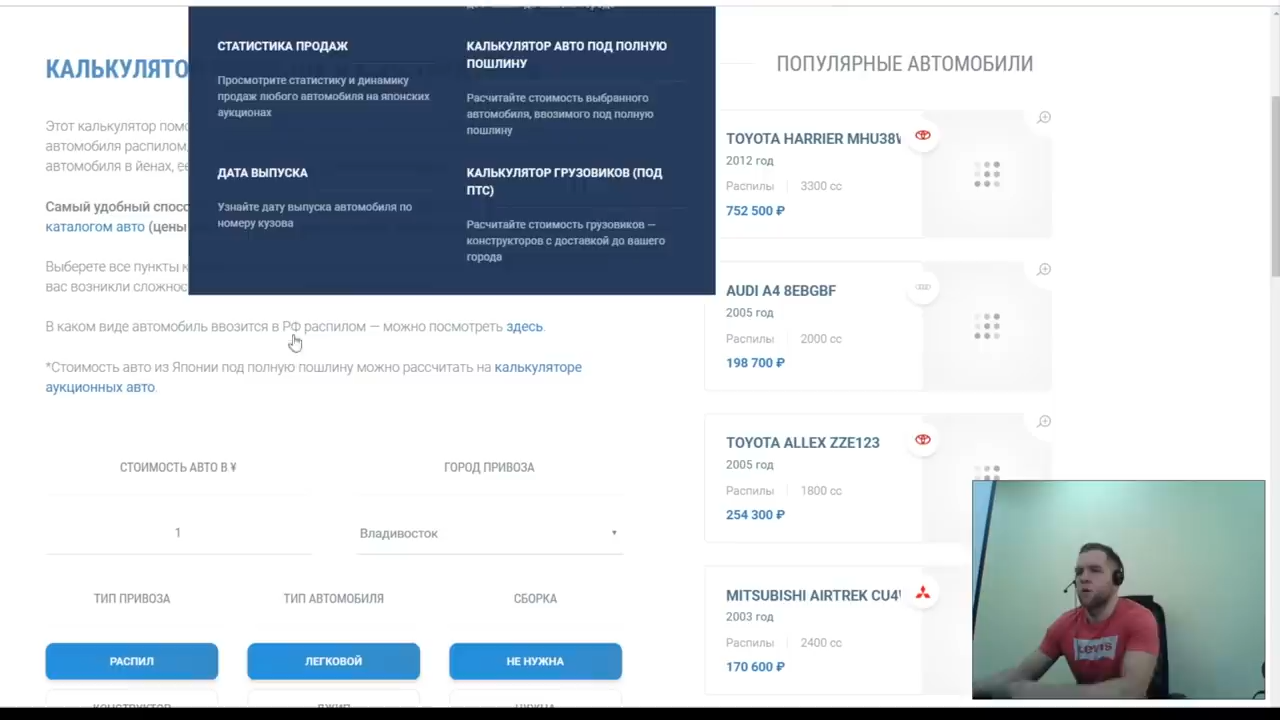 СТАТИСТИКА ПРОДАЖ
Просмотрите статистику и динамику
продаж любого автомобиля на японских
аукционах
ДАТА ВЫПУСКА
Узнайте дату выпуска автомобиля по
номеру кузова
КАЛЬКУЛЯТОР АВТО ПОД ПОЛНУЮ
ПОШЛИНУ
Расчитайте стоимость выбранного
автомобиля, ввозимого под полную
пошлину
КАЛЬКУЛЯТОР ГРУЗОВИКОВ (ПОД
ПТС)
Расчитайте стоимость грузовиков —
конструкторов с доставкой до вашего
города
КАЛЬКУЛЯТО
Этот калькулятор
автомобиля распилом,
автомобиля в йенах,
Самый удобный
каталогом авто (цены
Выберете все пункты
вас возникли
В каком виде автомобиль ввозится в РФ распилом — можно посмотреть здесь.
*Стоимость авто из Японии под полную пошлину можно рассчитать на калькуляторе
аукционных авто.
СТОИМОСТЬ АВТО В ¥
ГОРОД ПРИВОЗА
1
Владивосток
ТИП ПРИВОЗА
ТИП АВТОМОБИЛЯ
СБОРКА
РАСПИЛ
ЛЕГКОВОЙ
НЕ НУЖНА
ПОПУЛЯРНЫЕ АВТОМОБИЛИ
TOYOTA HARRIER MHU38
2012 год
Распилы 3300 cc
752 500 ₽
AUDI A4 8EBGBF
2005 год
Распилы 2000 cc
198 700 ₽
TOYOTA ALLEX ZZE123
2005 год
Распилы 1800 cc
254 300 ₽
MITSUBISHI AIRTREK CU4
2003 год
Распилы 2400 cc
170 600 ₽
LEVI'S